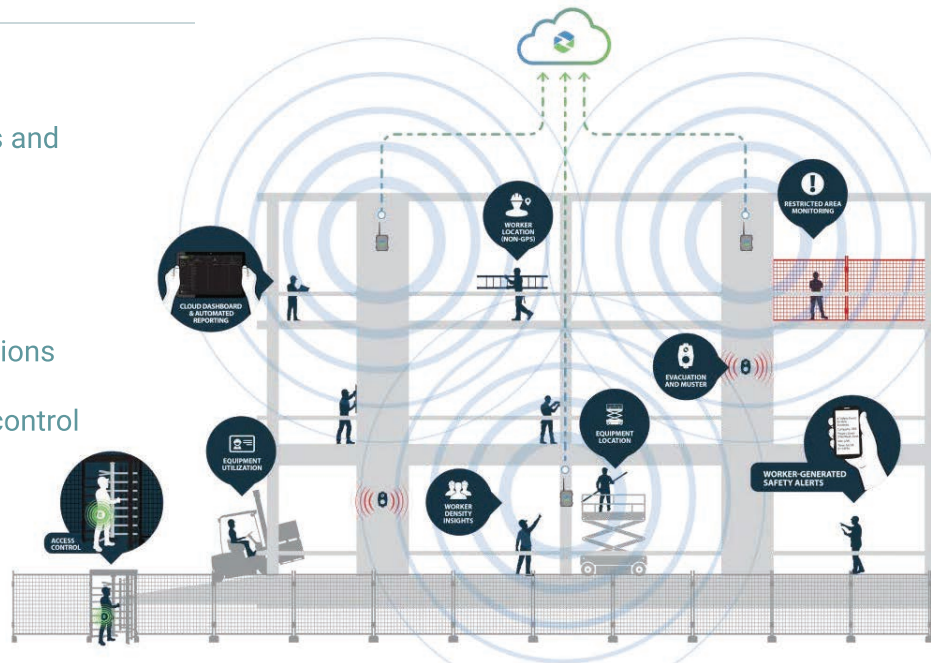 s and
ions
control
RESTRICTED AREA
MONITORING
WORKER
LOCATION
(NON-GPS)
CLOUD DASHBOARD
& AUTOMATED
REPORTING
EVACUATION
AND MUSTER
EQUIPMENT
LOCATION
EQUIPMENT
UTILIZATION
WORKER
DENSITY
INSIGHTS
WORKER-GENERATED
SAFETY ALERTS
ACCESS
CONTROL